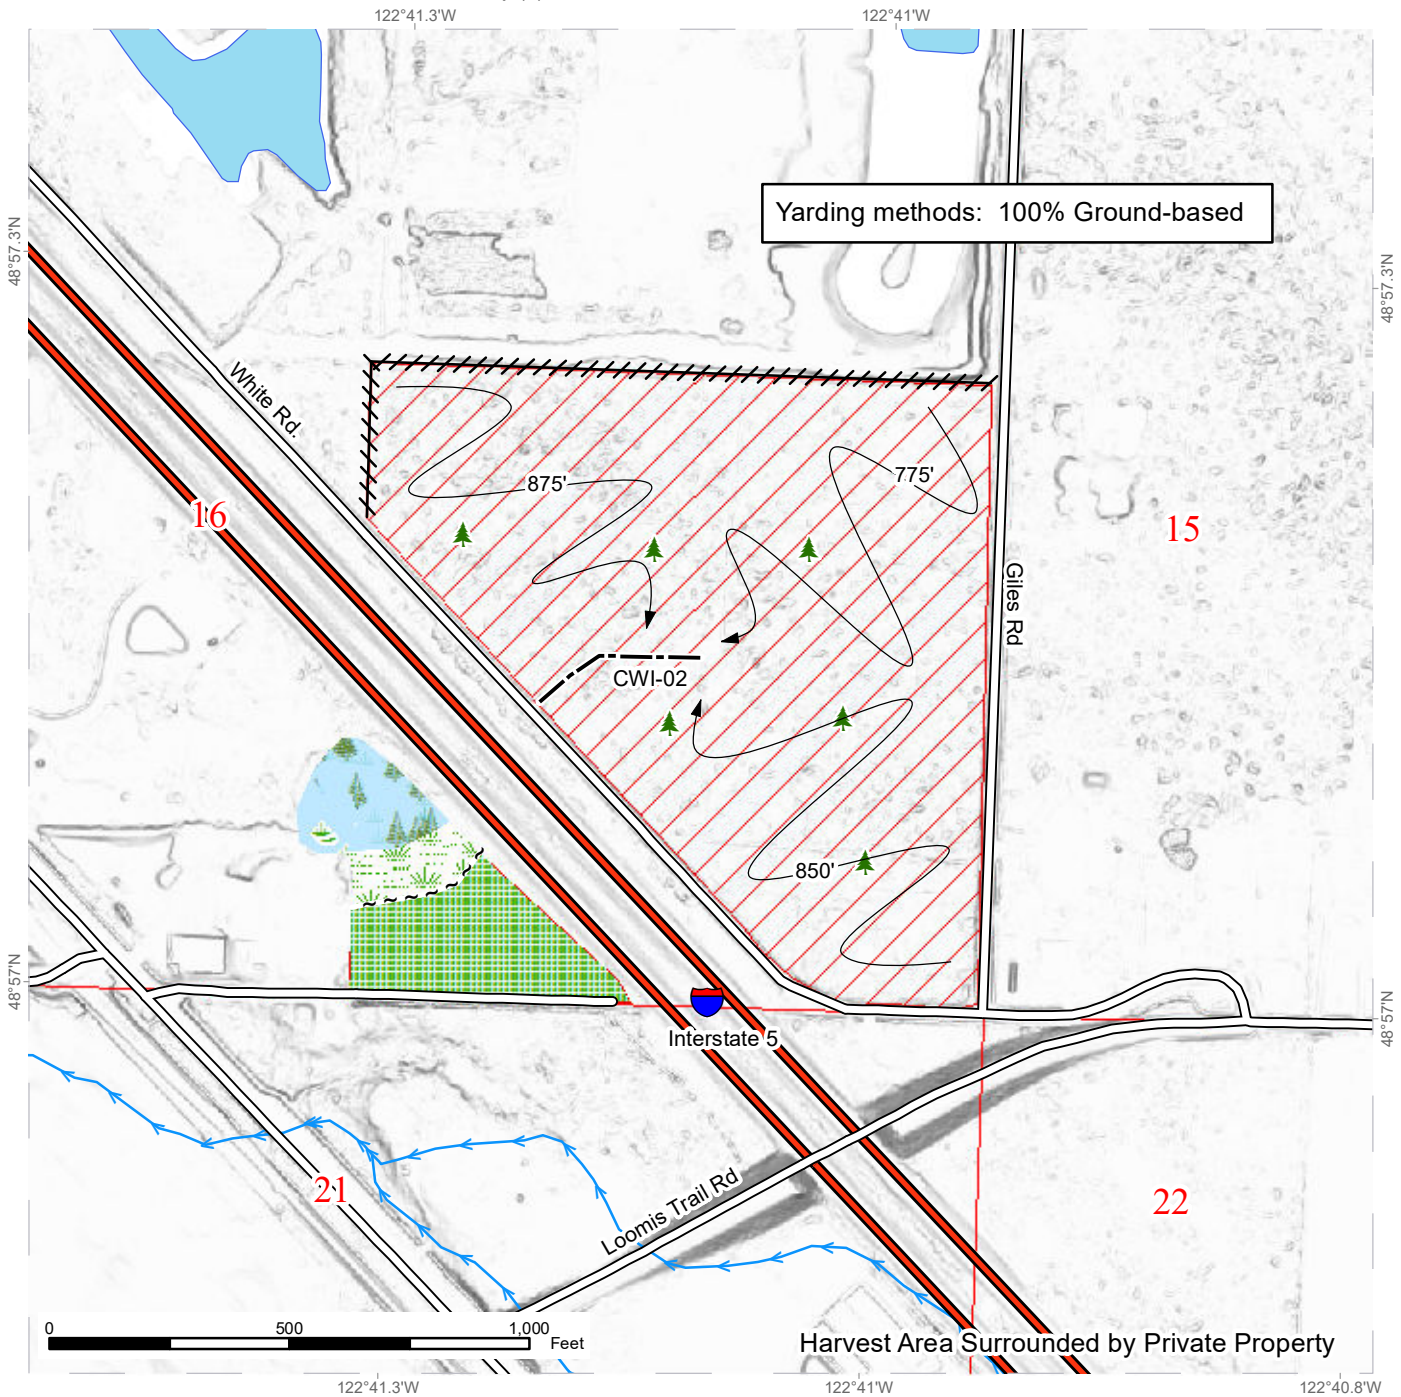 122°41.3'W
122°41'W
48°57.3'N
48°57.3'N
Yarding methods:  100% Ground-based
White Rd.
875'
775'
16
15
Giles Rd
CWI-02
850'
48°57'N
48°57'N
Interstate 5
21
22
Loomis Trail Rd
0
500
1,000
Feet
Harvest Area Surrounded by Private Property
122°41.3'W
122°41'W
122°40.8'W